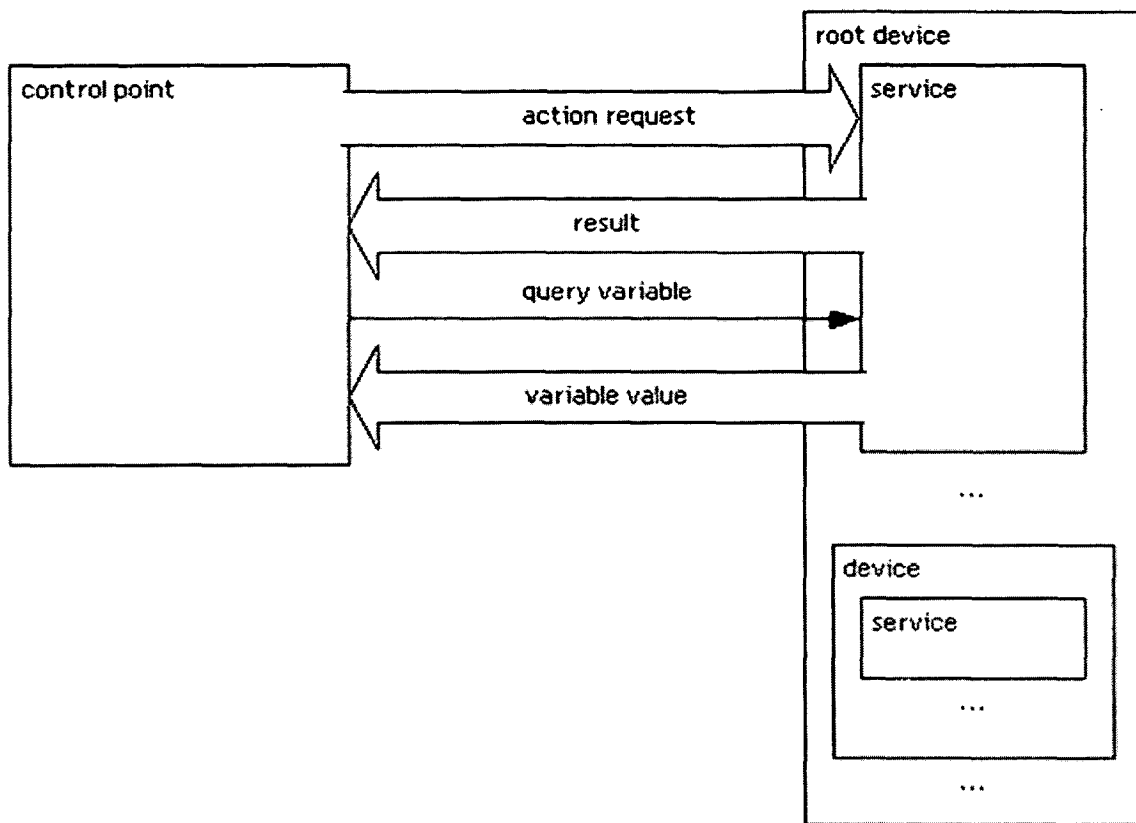 root device
control point
service
action request
result
query variable
variable value
...
device
service
...
...